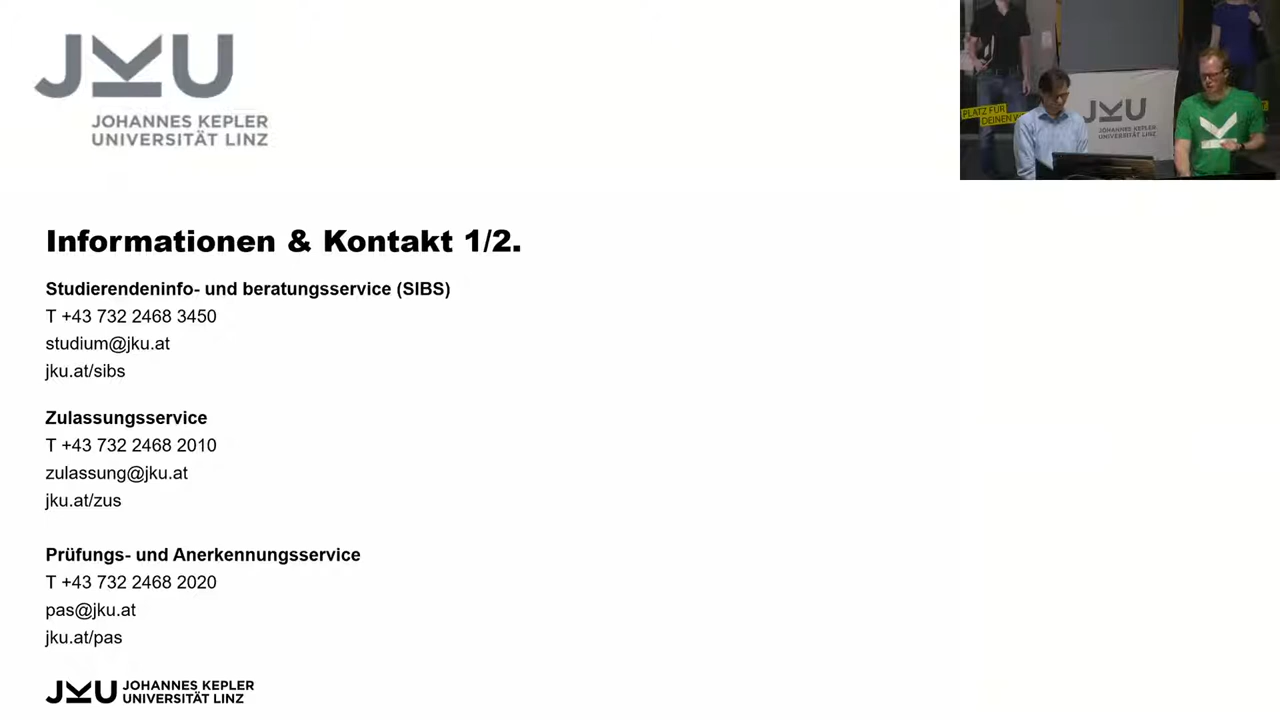 JKU
JOHANNES KEPLER
UNIVERSITÄT LINZ
PLATZ FÜR
JKU
JOHANNES KEPLER
UNIVERSITÄT LINZ
Informationen & Kontakt 1/2.
Studierendeninfo- und beratungsservice (SIBS)
T +43 732 2468 3450
studium@jku.at
jku.at/sibs
Zulassungsservice
T +43 732 2468 2010
zulassung@jku.at
jku.at/zus
Prüfungs- und Anerkennungsservice
T +43 732 2468 2020
pas@jku.at
jku.at/pas
JKU JOHANNES KEPLER
UNIVERSITÄT LINZ